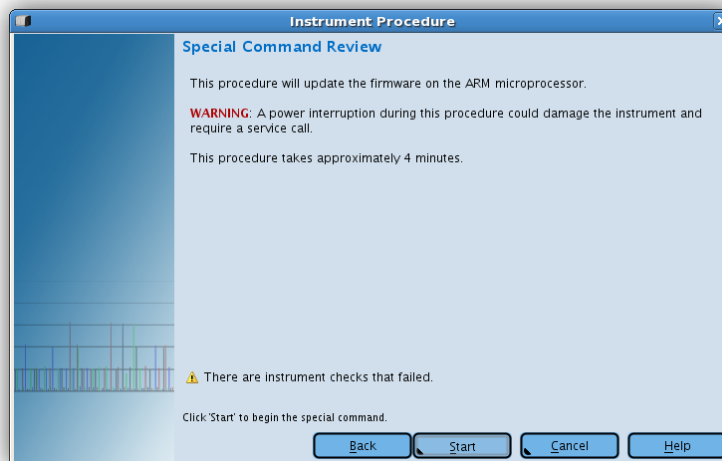 Instrument Procedure
Special Command Review
This procedure will update the firmware on the ARM microprocessor.
WARNING: A power interruption during this procedure could damage the instrument and
require a service call.
This procedure takes approximately 4 minutes.
There are instrument checks that failed.
Click 'Start' to begin the special command.
Back Start Cancel Help